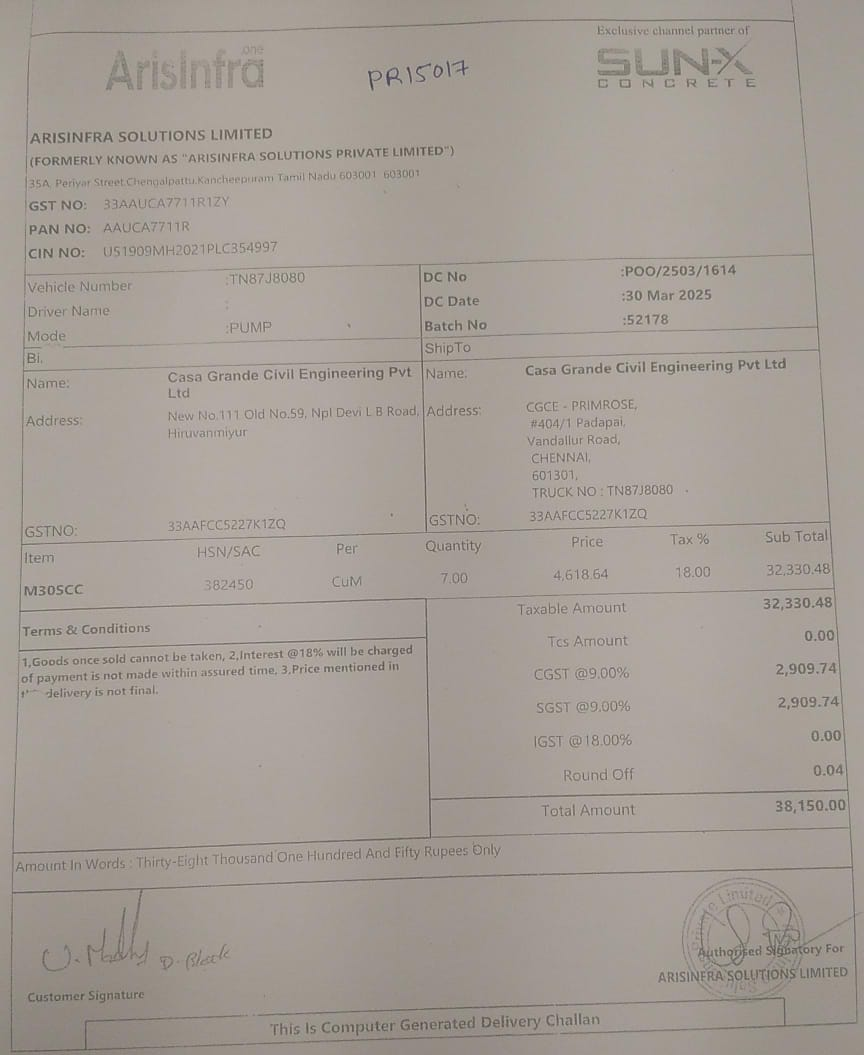 Exclusive channel partner of
ArisInfra.one
PR15017
SUN-X
CONCRETE
ARISINFRA SOLUTIONS LIMITED
(FORMERLY KNOWN AS "ARISINFRA SOLUTIONS PRIVATE LIMITED")
35A, Periyar Street,Chengalpattu,Kancheepuram Tamil Nadu 603001 603001
GST NO: 33AAUCA7711R1ZY
PAN NO: AAUCA7711R
CIN NO: U51909MH2021PLC354997
Vehicle Number :TN87J8080
Driver Name :
Mode :PUMP
DC No :POO/2503/1614
DC Date :30 Mar 2025
Batch No :52178
Bi.
ShipTo
Name: Casa Grande Civil Engineering Pvt
Ltd
Address: New No.111 Old No.59, Npl Devi L B Road,
Hiruvanmiyur
GSTNO: 33AAFCC5227K1ZQ
Name: Casa Grande Civil Engineering Pvt Ltd
Address: CGCE - PRIMROSE,
#404/1 Padapai,
Vandallur Road,
CHENNAI,
601301,
TRUCK NO : TN87J8080
GSTNO: 33AAFCC5227K1ZQ
Item HSN/SAC Per Quantity Price Tax % Sub Total
M30SCC 382450 CuM 7.00 4,618.64 18.00 32,330.48
Terms & Conditions
1,Goods once sold cannot be taken, 2,Interest @18% will be charged
of payment is not made within assured time, 3,Price mentioned in
delivery is not final.
Taxable Amount 32,330.48
Tcs Amount 0.00
CGST @9.00% 2,909.74
SGST @9.00% 2,909.74
IGST @18.00% 0.00
Round Off 0.04
Total Amount 38,150.00
Amount In Words : Thirty-Eight Thousand One Hundred And Fifty Rupees Only
D. Block
Customer Signature
Private Limited
Authorised Signatory For
ARISINFRA SOLUTIONS LIMITED
This Is Computer Generated Delivery Challan